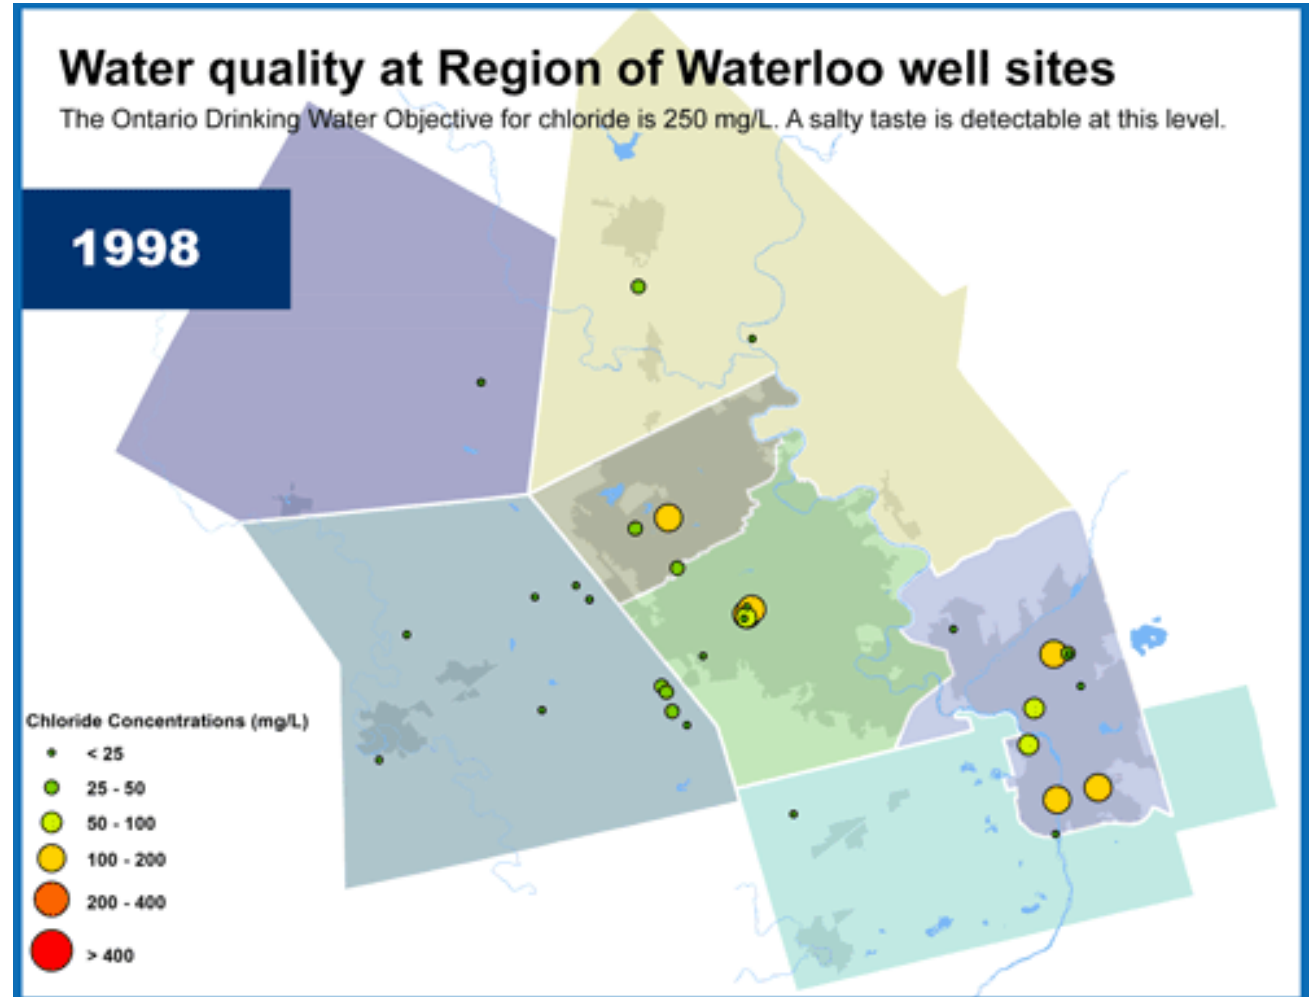 Water quality at Region of Waterloo well sites
The Ontario Drinking Water Objective for chloride is 250 mg/L. A salty taste is detectable at this level.
1998
Chloride Concentrations (mg/L)
< 25
25 - 50
50 - 100
100 - 200
200 - 400
> 400